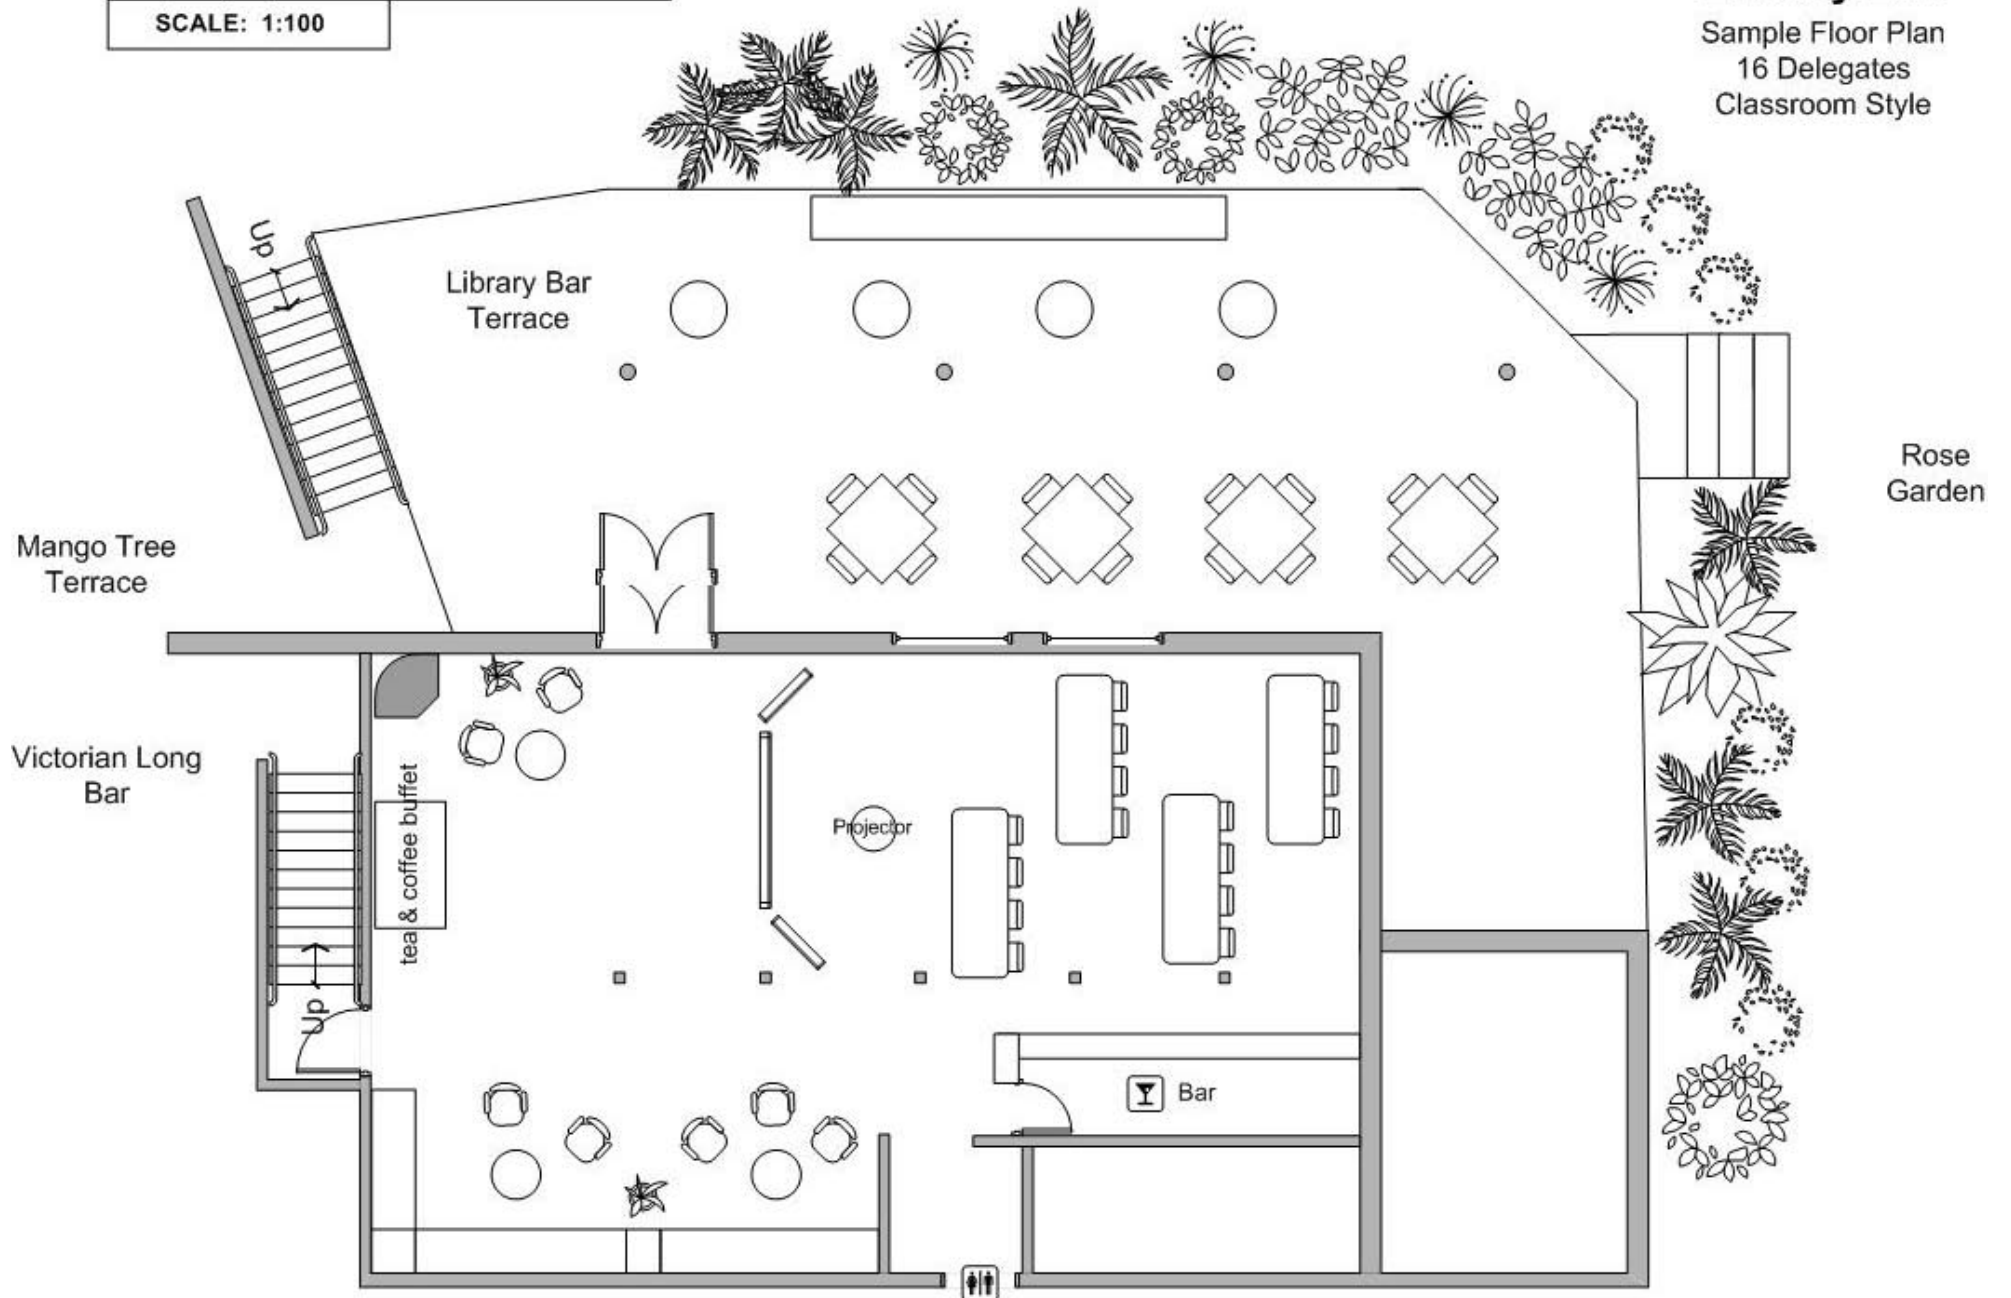 SCALE: 1:100
Sample Floor Plan
16 Delegates
Classroom Style
Up
Library Bar
Terrace
Rose
Garden
Mango Tree
Terrace
Victorian Long
Bar
tea & coffee buffet
Projector
Up
Bar